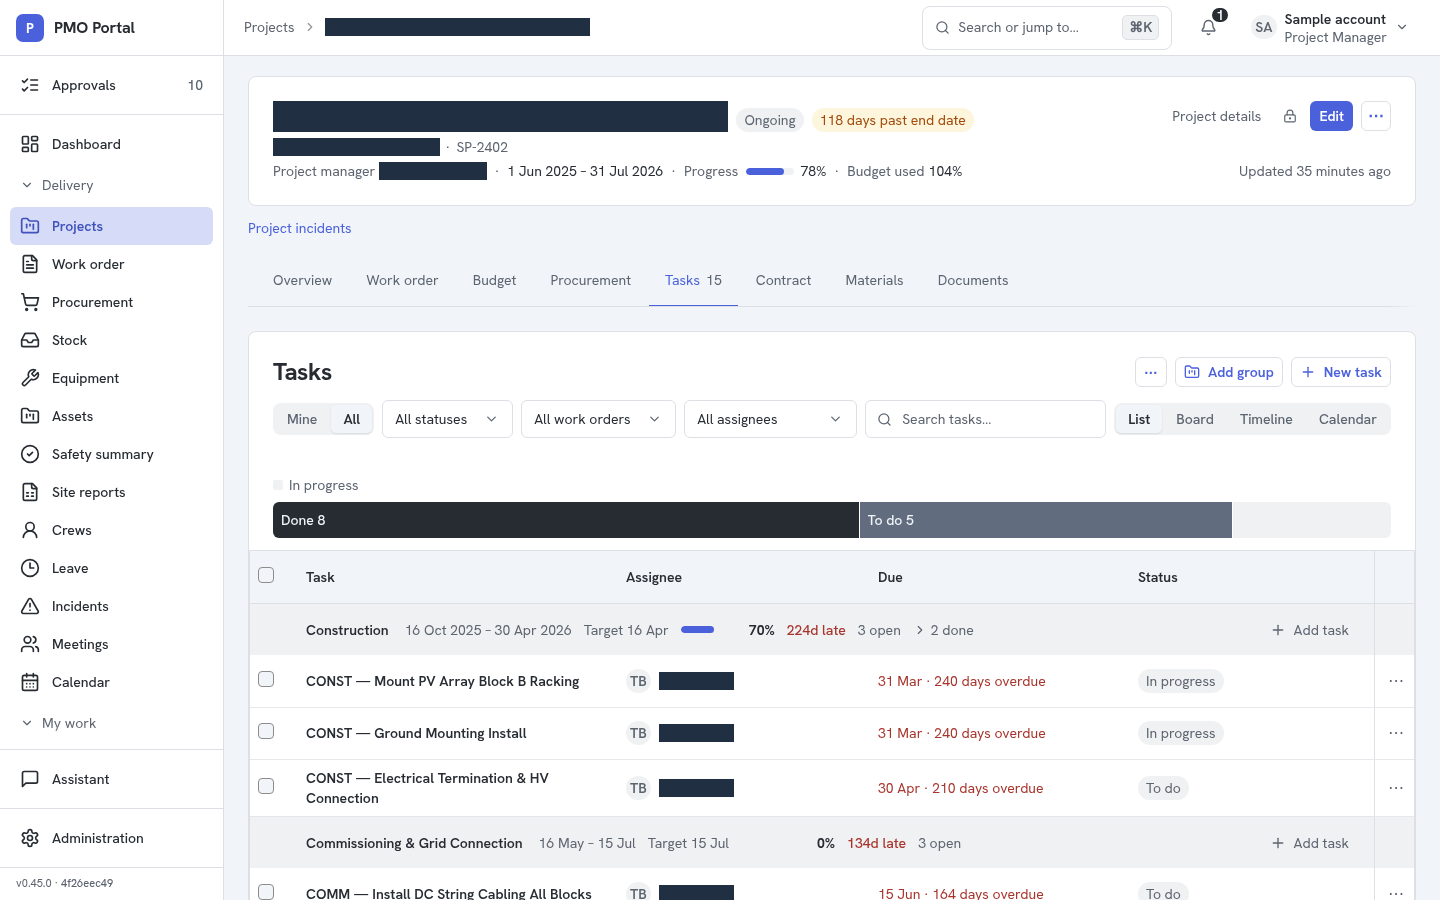 P PMO Portal
Projects
Search or jump to... ⌘K
1
SA Sample account
Project Manager
Approvals 10
Dashboard
Delivery
Projects
Work order
Procurement
Stock
Equipment
Assets
Safety summary
Site reports
Crews
Leave
Incidents
Meetings
Calendar
My work
Assistant
Administration
v0.45.0 · 4f26eec49
Ongoing 118 days past end date
Project details Edit
· SP-2402
Project manager · 1 Jun 2025 – 31 Jul 2026 · Progress 78% · Budget used 104%
Updated 35 minutes ago
Project incidents
Overview Work order Budget Procurement Tasks 15 Contract Materials Documents
Tasks
Add group New task
Mine All All statuses All work orders All assignees Search tasks... List Board Timeline Calendar
In progress
Done 8 To do 5
Task Assignee Due Status
Construction 16 Oct 2025 – 30 Apr 2026 Target 16 Apr 70% 224d late 3 open 2 done Add task
CONST — Mount PV Array Block B Racking TB 31 Mar · 240 days overdue In progress
CONST — Ground Mounting Install TB 31 Mar · 240 days overdue In progress
CONST — Electrical Termination & HV
Connection TB 30 Apr · 210 days overdue To do
Commissioning & Grid Connection 16 May – 15 Jul Target 15 Jul 0% 134d late 3 open Add task
COMM — Install DC String Cabling All Blocks TB 15 Jun · 164 days overdue To do